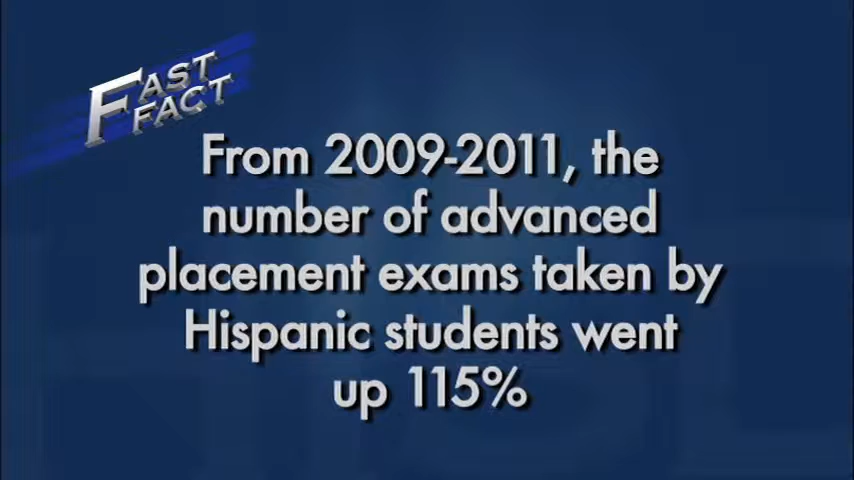 FAST
FACT
From 2009-2011, the
number of advanced
placement exams taken by
Hispanic students went
up 115%